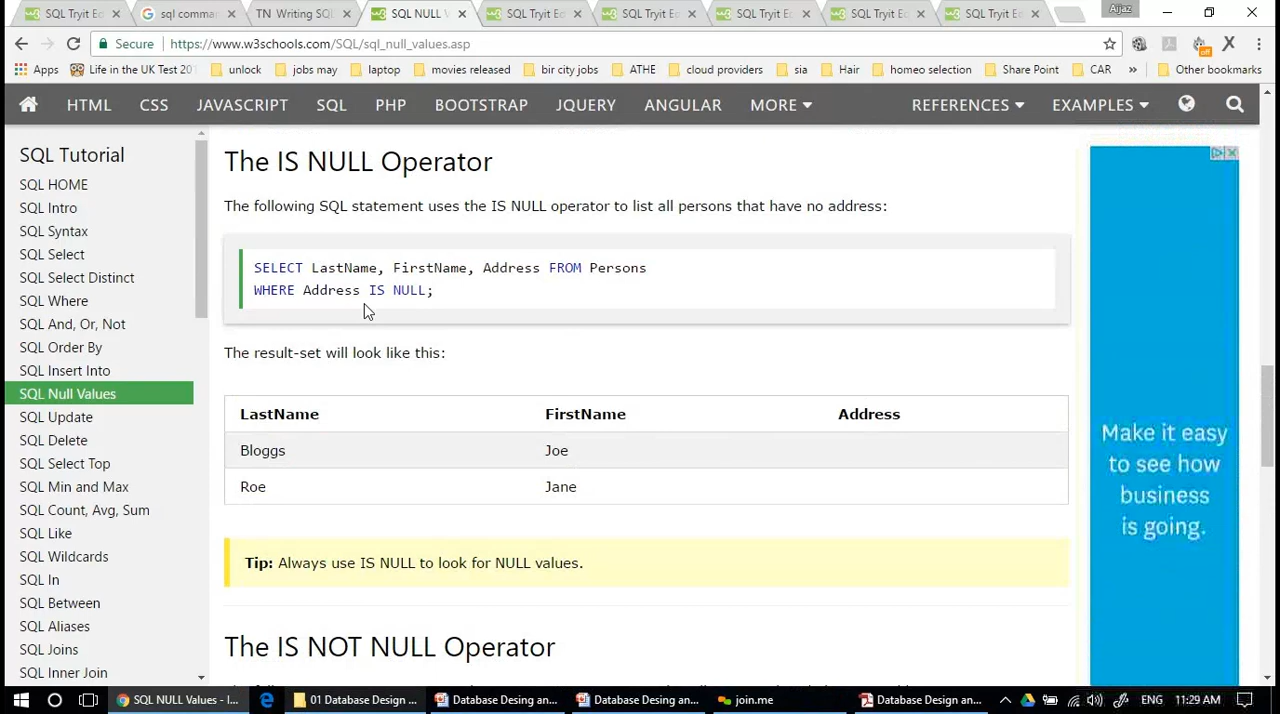 SQL Tryit Ed
sql comman
TN Writing SQL
SQL NULL V
SQL Tryit Ed
SQL Tryit Ed
SQL Tryit Ed
SQL Tryit Ed
SQL Tryit Ed
Aijaz
Secure https://www.w3schools.com/SQL/sql_null_values.asp
off
Apps Life in the UK Test 201 unlock jobs may laptop movies released bir city jobs ATHE cloud providers sia Hair homeo selection Share Point CAR » Other bookmarks
HTML CSS JAVASCRIPT SQL PHP BOOTSTRAP JQUERY ANGULAR MORE REFERENCES EXAMPLES
SQL Tutorial
SQL HOME
SQL Intro
SQL Syntax
SQL Select
SQL Select Distinct
SQL Where
SQL And, Or, Not
SQL Order By
SQL Insert Into
SQL Null Values
SQL Update
SQL Delete
SQL Select Top
SQL Min and Max
SQL Count, Avg, Sum
SQL Like
SQL Wildcards
SQL In
SQL Between
SQL Aliases
SQL Joins
SQL Inner Join
The IS NULL Operator
The following SQL statement uses the IS NULL operator to list all persons that have no address:
SELECT LastName, FirstName, Address FROM Persons
WHERE Address IS NULL;
The result-set will look like this:
LastName FirstName Address
Bloggs Joe
Roe Jane
Tip: Always use IS NULL to look for NULL values.
The IS NOT NULL Operator
Make it easy
to see how
business
is going.
SQL NULL Values - I... 01 Database Design ... Database Desing an... Database Desing an... join.me Database Desing an... ENG 11:29 AM